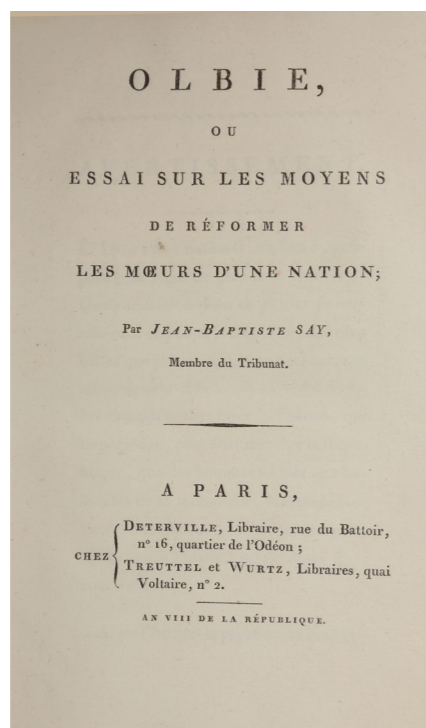 OLBIE,
OU
ESSAI SUR LES MOYENS
DE RÉFORMER
LES MŒURS D'UNE NATION;
Par JEAN-BAPTISTE SAY,
Membre du Tribunat.
A PARIS,
CHEZ
DETERVILLE, Libraire, rue du Battoir,
n° 16, quartier de l'Odéon ;
TREUTTEL et WURTZ, Libraires, quai
Voltaire, n° 2.
AN VIII DE LA RÉPUBLIQUE.